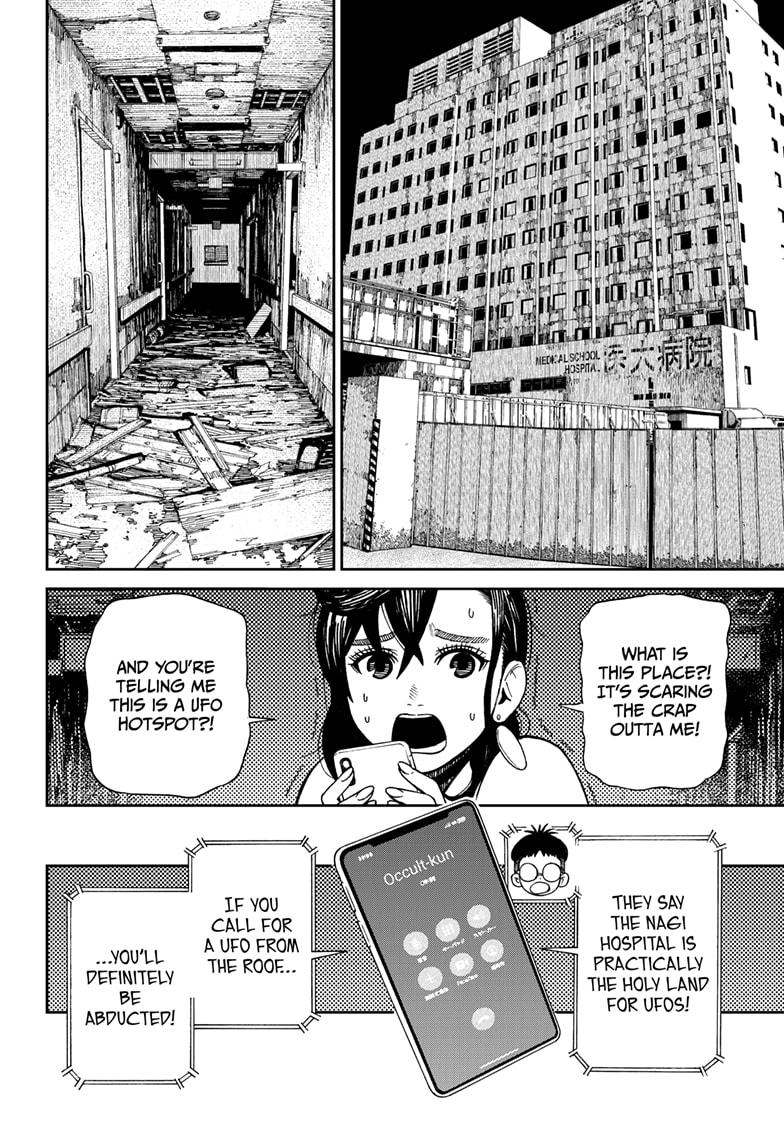 MEDICAL SCHOOL
HOSPITAL
大病院
WHAT IS
THIS PLACE?!
IT'S SCARING
THE CRAP
OUTTA ME!
AND YOU'RE
TELLING ME
THIS IS A UFO
HOTSPOT?!
THEY SAY
THE NAGI
HOSPITAL IS
PRACTICALLY
THE HOLY LAND
FOR UFOS!
Occult-kun
IF YOU
CALL FOR
A UFO FROM
THE ROOF...
...YOU'LL
DEFINITELY
BE
ABDUCTED!